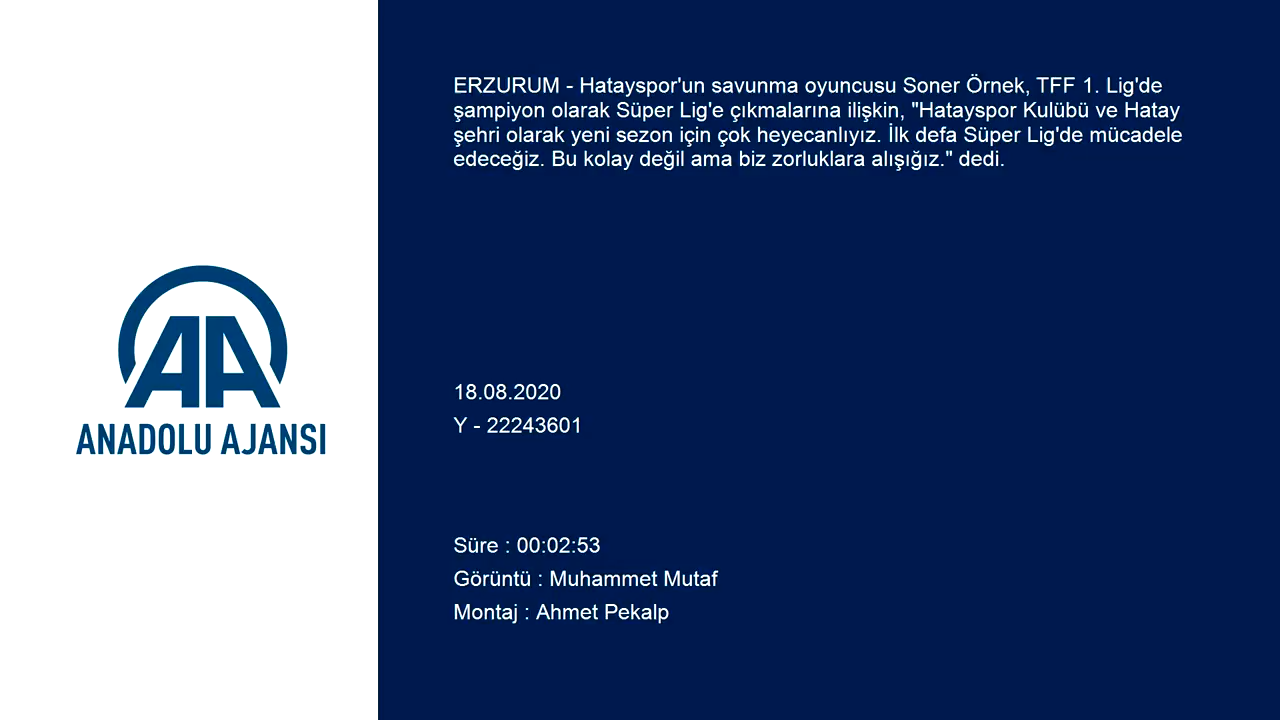 ERZURUM - Hatayspor'un savunma oyuncusu Soner Örnek, TFF 1. Lig'de
şampiyon olarak Süper Lig'e çıkmalarına ilişkin, "Hatayspor Kulübü ve Hatay
şehri olarak yeni sezon için çok heyecanlıyız. İlk defa Süper Lig'de mücadele
edeceğiz. Bu kolay değil ama biz zorluklara alışığız." dedi.
AA
ANADOLU AJANSI
18.08.2020
Y - 22243601
Süre : 00:02:53
Görüntü : Muhammet Mutaf
Montaj : Ahmet Pekalp